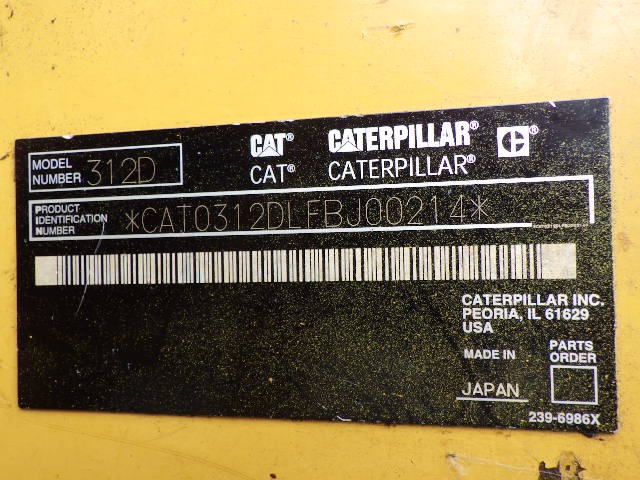 MODEL NUMBER 312D
CAT® CATERPILLAR® C®
CAT® CATERPILLAR®
PRODUCT IDENTIFICATION NUMBER *CAT0312DLFBJ00214*
CATERPILLAR INC.
PEORIA, IL 61629
USA
MADE IN JAPAN
PARTS ORDER
239-6986X